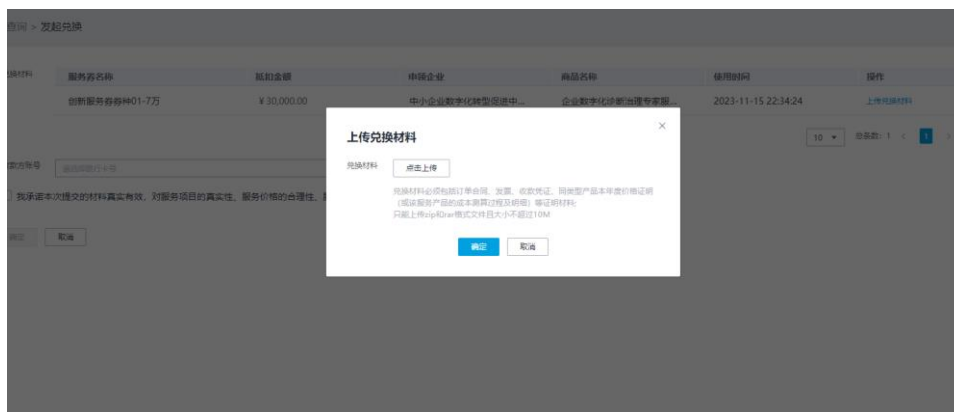 查询 > 发起兑换
兑换材料
服务券名称 抵扣金额 申领企业 商品名称 使用时间 操作
创新服务券券种01-7万 ¥30,000.00 中小企业数字化转型促进中... 企业数字化诊断治理专家服... 2023-11-15 22:34:24 上传兑换材料
10 总条数: 1 < 1 >
收款方账号
我承诺本次提交的材料真实有效，对服务项目的真实性、服务价格的合理性、
确定 取消
上传兑换材料 ×
兑换材料 点击上传
兑换材料必须包括订单合同、发票、收款凭证、同类型产品本年度价格证明
（或该服务产品的成本测算过程及明细）等证明材料;
只能上传zip和rar格式文件且大小不超过10M
确定 取消